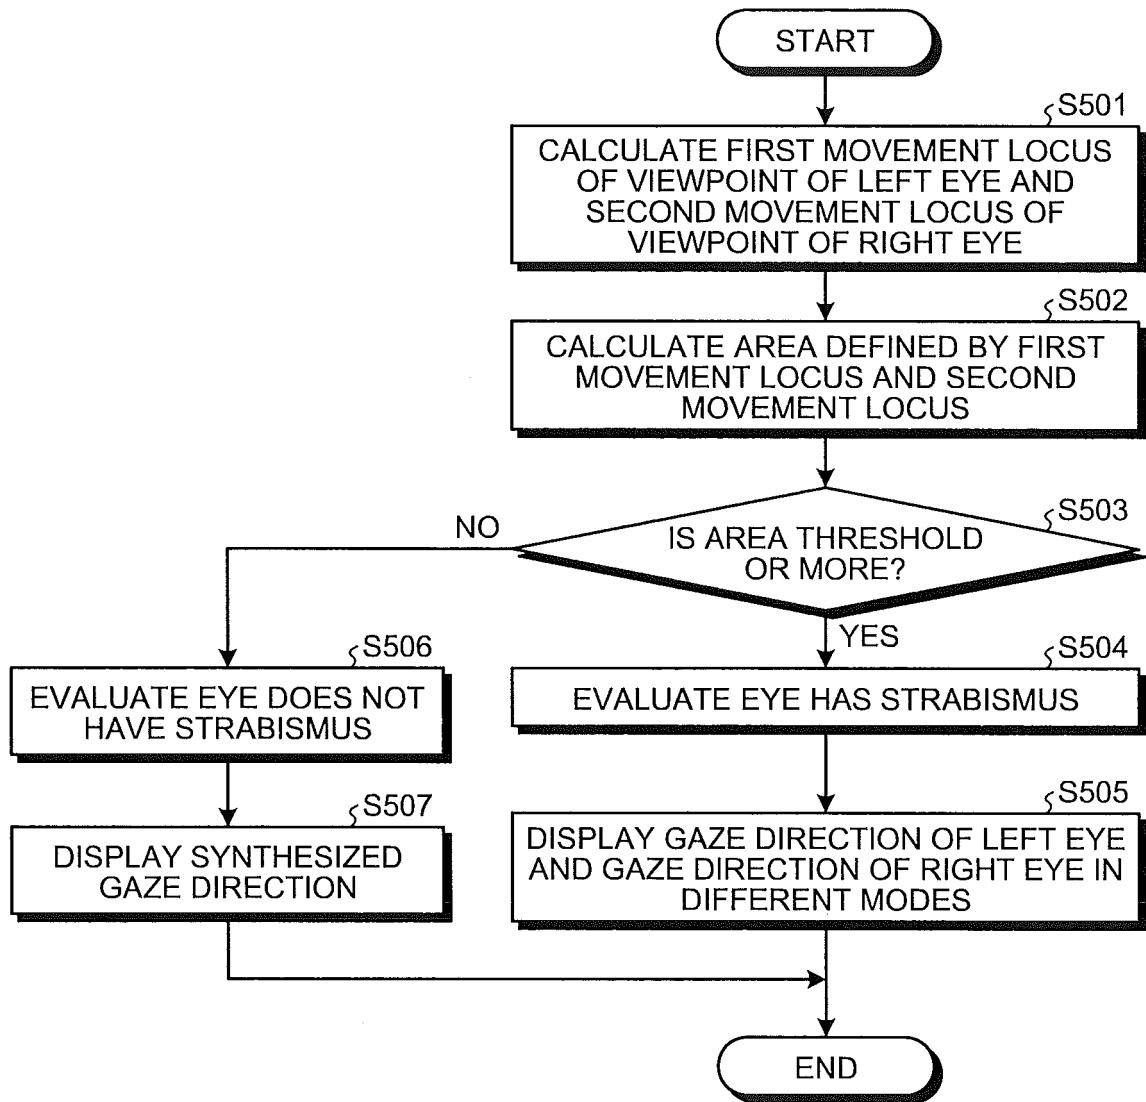 START
S501
CALCULATE FIRST MOVEMENT LOCUS
OF VIEWPOINT OF LEFT EYE AND
SECOND MOVEMENT LOCUS OF
VIEWPOINT OF RIGHT EYE
S502
CALCULATE AREA DEFINED BY FIRST
MOVEMENT LOCUS AND SECOND
MOVEMENT LOCUS
S503
IS AREA THRESHOLD
OR MORE?
NO
YES
S506
EVALUATE EYE DOES NOT
HAVE STRABISMUS
S504
EVALUATE EYE HAS STRABISMUS
S507
DISPLAY SYNTHESIZED
GAZE DIRECTION
S505
DISPLAY GAZE DIRECTION OF LEFT EYE
AND GAZE DIRECTION OF RIGHT EYE IN
DIFFERENT MODES
END